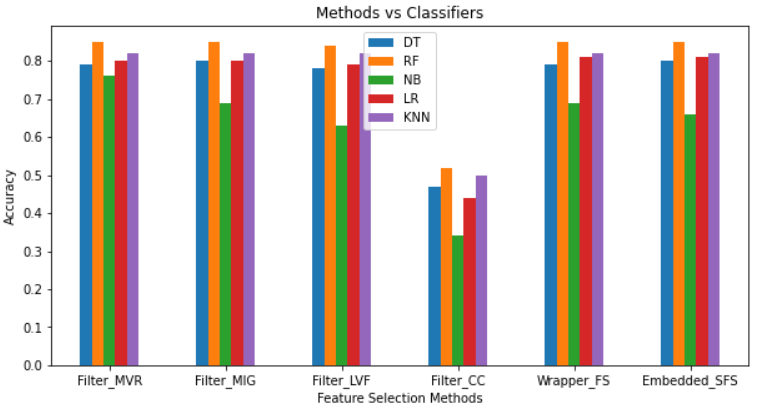 Methods vs Classifiers
DT
RF
NB
LR
KNN
Accuracy
0.8
0.7
0.6
0.5
0.4
0.3
0.2
0.1
0.0
Filter_MVR
Filter_MIG
Filter_LVF
Filter_CC
Wrapper_FS
Embedded_SFS
Feature Selection Methods